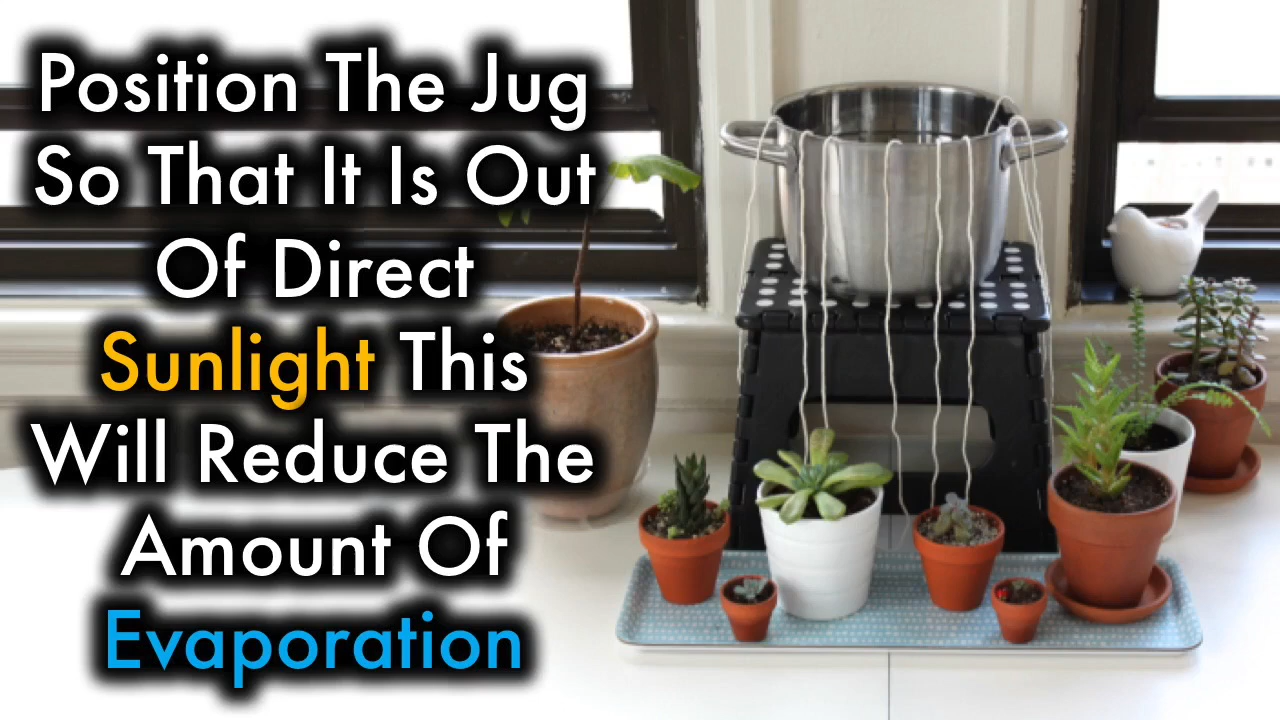 Position The Jug
So That It Is Out
Of Direct
Sunlight This
Will Reduce The
Amount Of
Evaporation